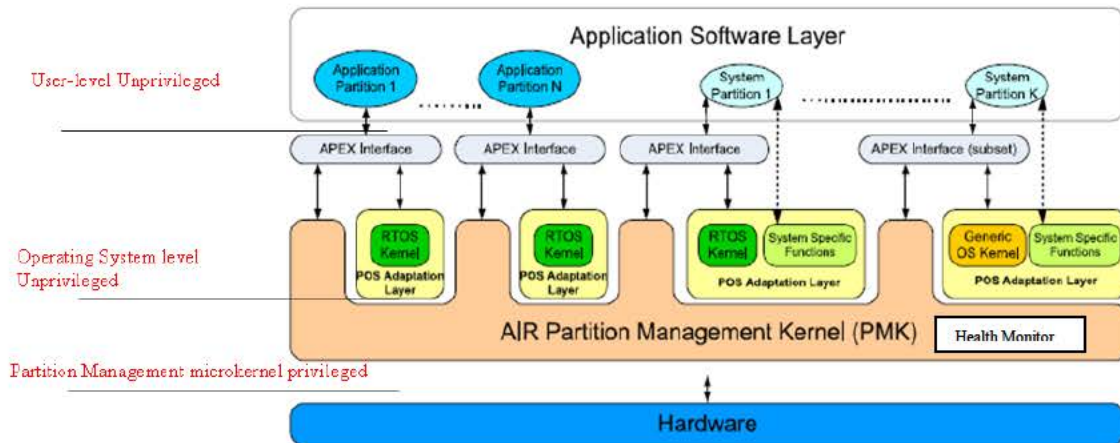 Application Software Layer
User-level Unprivileged
Application
Partition 1
Application
Partition N
System
Partition 1
System
Partition K
APEX Interface
APEX Interface
APEX Interface
APEX Interface (subset)
Operating System level
Unprivileged
RTOS
Kernel
POS Adaptation
Layer
RTOS
Kernel
POS Adaptation
Layer
RTOS
Kernel
System Specific
Functions
POS Adaptation Layer
Generic
OS Kernel
System Specific
Functions
POS Adaptation Layer
AIR Partition Management Kernel (PMK)
Health Monitor
Partition Management microkernel privileged
Hardware